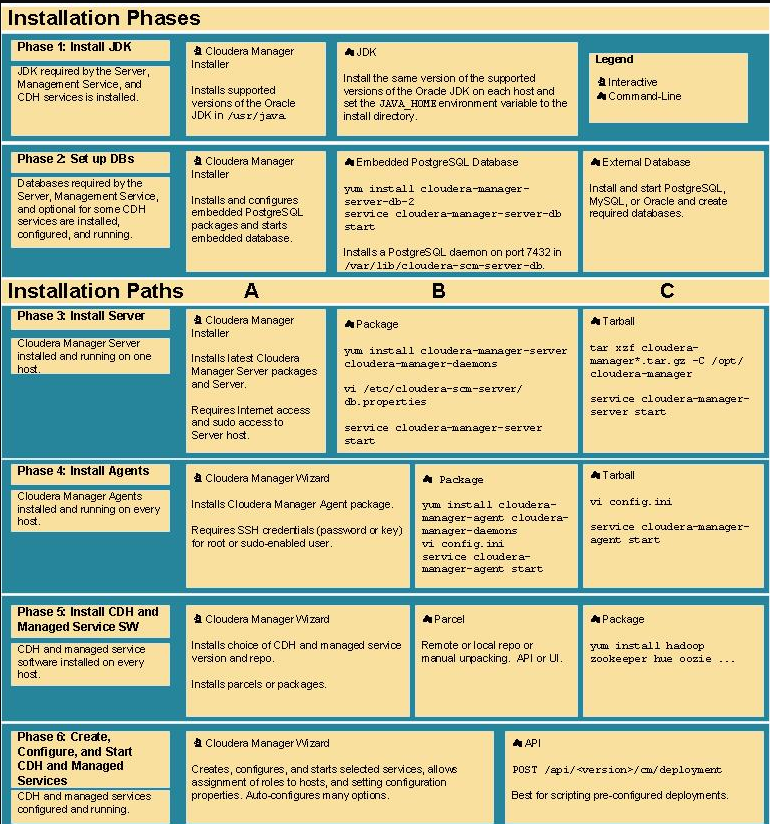 Installation Phases
Phase 1: Install JDK
JDK required by the Server,
Management Service, and
CDH services is installed.
Cloudera Manager
Installer
Installs supported
versions of the Oracle
JDK in /usr/java
JDK
Install the same version of the supported
versions of the Oracle JDK on each host and
set the JAVA_HOME environment variable to the
install directory.
Legend
Interactive
Command-Line
Phase 2: Set up DBs
Databases required by the
Server, Management Service,
and optional for some CDH
services are installed,
configured, and running.
Cloudera Manager
Installer
Installs and configures
embedded PostgreSQL
packages and starts
embedded database.
Embedded PostgreSQL Database
yum install cloudera-manager-
server-db-2
service cloudera-manager-server-db
start
Installs a PostgreSQL daemon on port 7432 in
/var/lib/cloudera-scm-server-db.
External Database
Install and start PostgreSQL,
MySQL, or Oracle and create
required databases.
Installation Paths A B C
Phase 3: Install Server
Cloudera Manager Server
installed and running on one
host.
Cloudera Manager
Installer
Installs latest Cloudera
Manager Server packages
and Server.
Requires Internet access
and sudo access to
Server host.
Package
yum install cloudera-manager-server
cloudera-manager-daemons
vi /etc/cloudera-scm-server/
db.properties
service cloudera-manager-server
start
Tarball
tar xzf cloudera-
manager*.tar.gz -C /opt/
cloudera-manager
service cloudera-manager-
server start
Phase 4: Install Agents
Cloudera Manager Agents
installed and running on every
host.
Cloudera Manager Wizard
Installs Cloudera Manager Agent package.
Requires SSH credentials (password or key)
for root or sudo-enabled user.
Package
yum install cloudera-
manager-agent cloudera-
manager-daemons
vi config.ini
service cloudera-
manager-agent start
Tarball
vi config.ini
service cloudera-manager-
agent start
Phase 5: Install CDH and
Managed Service SW
CDH and managed service
software installed on every
host.
Cloudera Manager Wizard
Installs choice of CDH and managed service
version and repo.
Installs parcels or packages.
Parcel
Remote or local repo or
manual unpacking. API or UI.
Package
yum install hadoop
zookeeper hue oozie ...
Phase 6: Create,
Configure, and Start
CDH and Managed
Services
CDH and managed services
configured and running.
Cloudera Manager Wizard
Creates, configures, and starts selected services, allows
assignment of roles to hosts, and setting configuration
properties. Auto-configures many options.
API
POST /api/<version>/cm/deployment
Best for scripting pre-configured deployments.